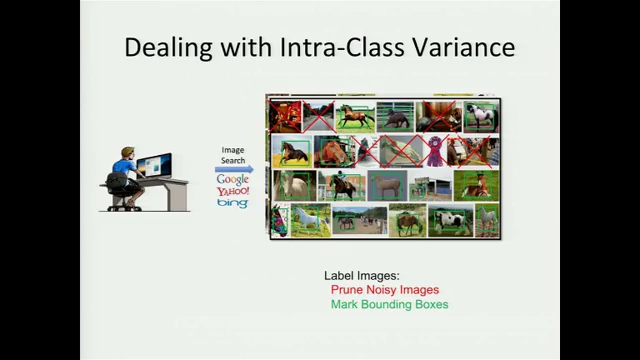 Dealing with Intra-Class Variance
Image
Search
Google
YAHOO!
bing
Label Images:
Prune Noisy Images
Mark Bounding Boxes